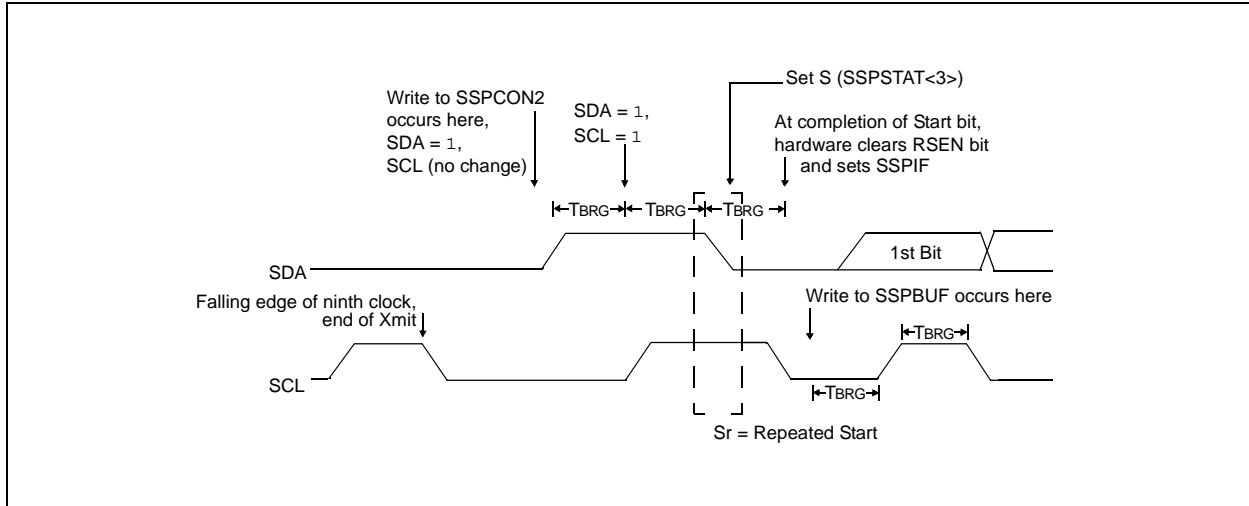 Set S (SSPSTAT<3>)
Write to SSPCON2
occurs here,
SDA = 1,
SCL (no change)
SDA = 1,
SCL = 1
At completion of Start bit,
hardware clears RSEN bit
and sets SSPIF
TBRG
TBRG
TBRG
SDA
1st Bit
Falling edge of ninth clock,
end of Xmit
Write to SSPBUF occurs here
TBRG
SCL
TBRG
Sr = Repeated Start